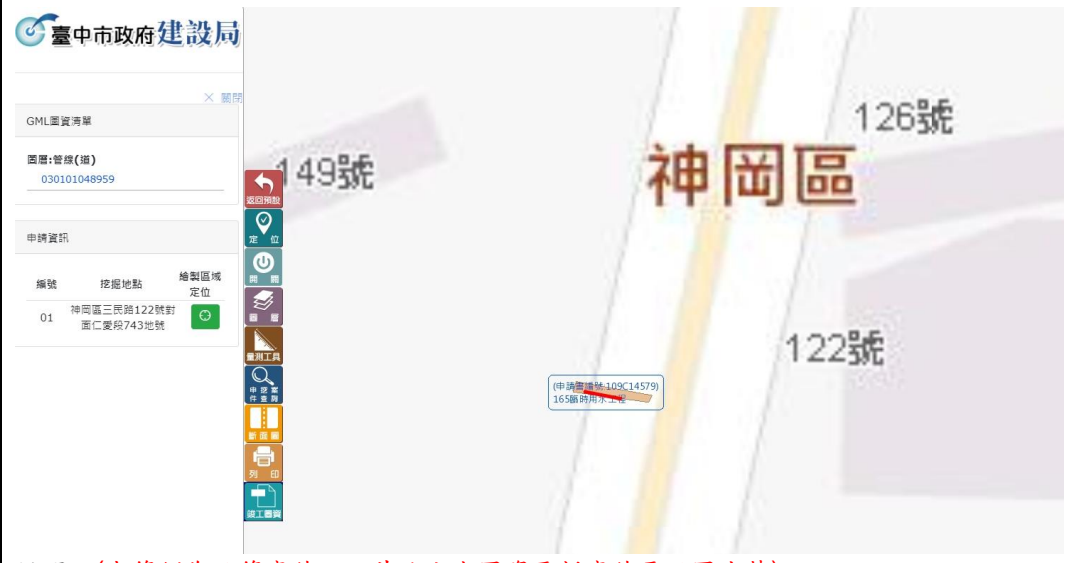 臺中市政府建設局
× 關閉
GML圖資清單
圖層:管線(道)
030101048959
申請資訊
編號
挖掘地點
繪製區域
定位
01
神岡區三民路122號對
面仁愛段743地號
返回預設
定 位
開 關
圖 層
量測工具
申挖案
件查詢
斷面圖
列 印
竣工圖資
149號
126號
神岡區
122號
(申請書編號:109C14579)
165臨時用水工程